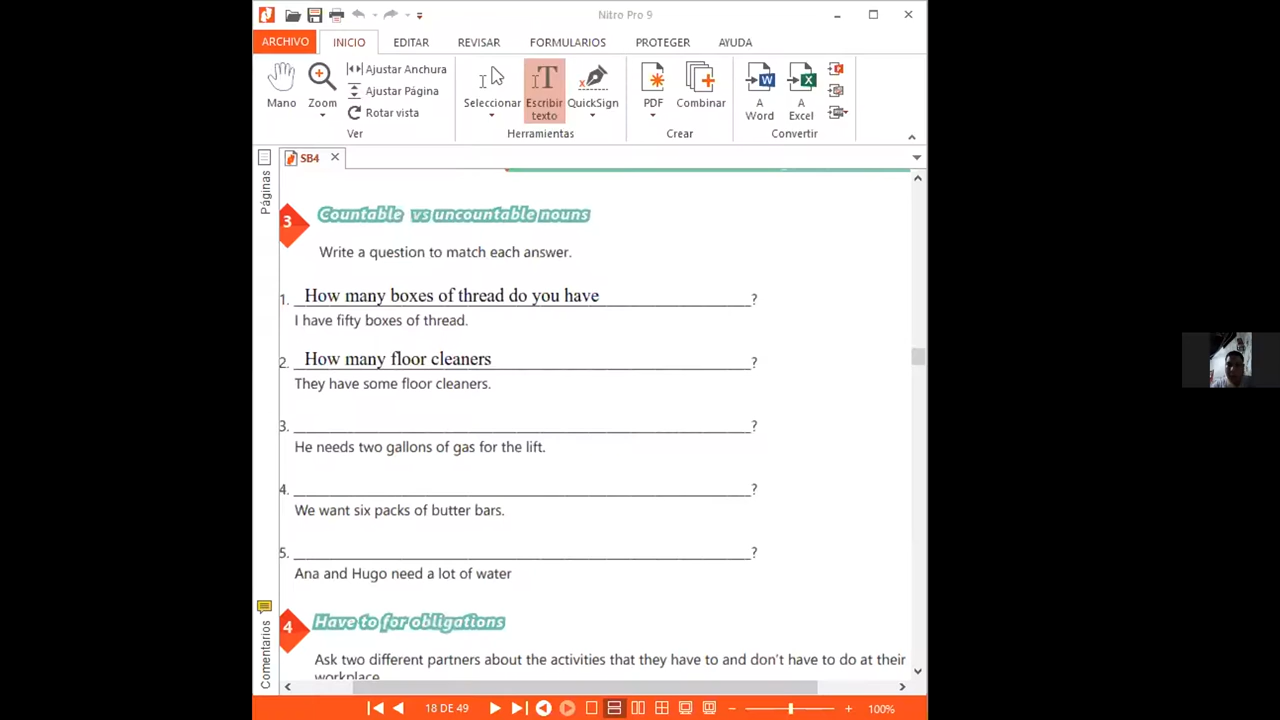 Nitro Pro 9
ARCHIVO INICIO EDITAR REVISAR FORMULARIOS PROTEGER AYUDA
Mano
Zoom
Ajustar Anchura
Ajustar Página
Rotar vista
Ver
Seleccionar
Escribir texto
QuickSign
Herramientas
PDF
Combinar
Crear
A Word
A Excel
Convertir
SB4
Páginas
3 Countable vs uncountable nouns
Write a question to match each answer.
1. How many boxes of thread do you have ?
I have fifty boxes of thread.
2. How many floor cleaners ?
They have some floor cleaners.
3. ?
He needs two gallons of gas for the lift.
4. ?
We want six packs of butter bars.
5. ?
Ana and Hugo need a lot of water
4 Have to for obligations
Ask two different partners about the activities that they have to and don't have to do at their
workplace
Comentarios
18 DE 49
100%